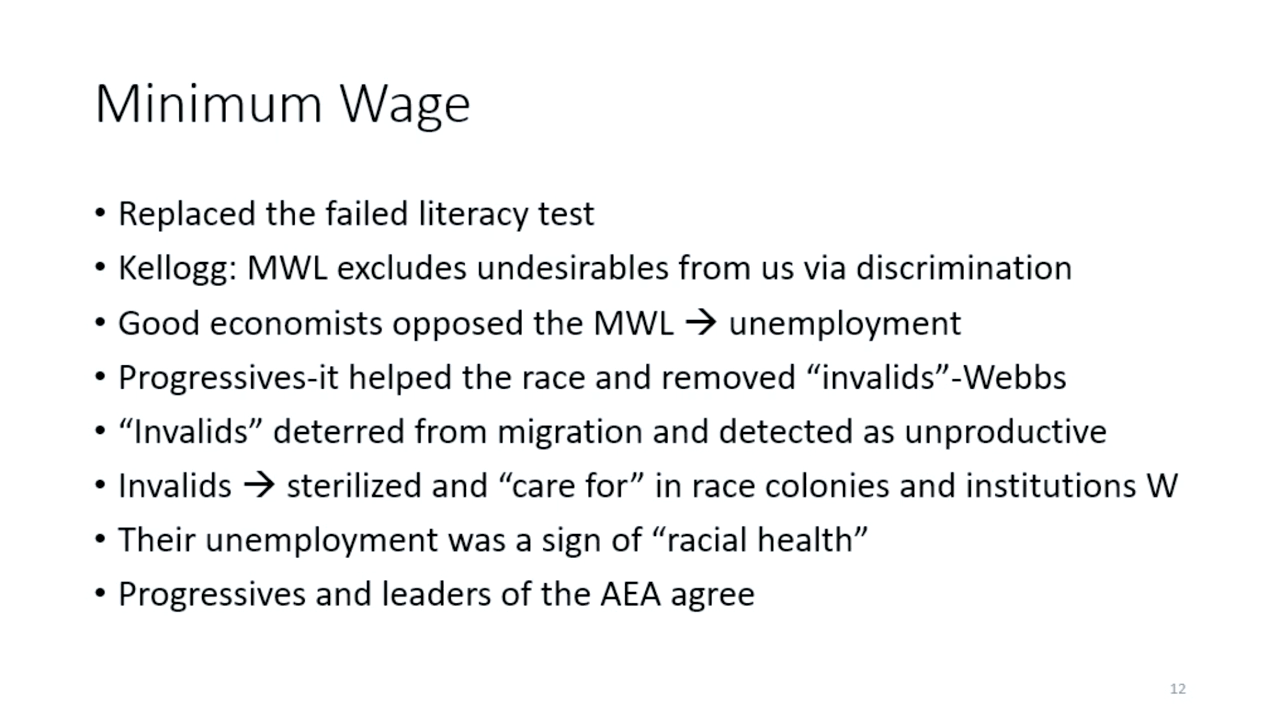 Minimum Wage
• Replaced the failed literacy test
• Kellogg: MWL excludes undesirables from us via discrimination
• Good economists opposed the MWL → unemployment
• Progressives-it helped the race and removed “invalids”-Webbs
• “Invalids” deterred from migration and detected as unproductive
• Invalids → sterilized and “care for” in race colonies and institutions W
• Their unemployment was a sign of “racial health”
• Progressives and leaders of the AEA agree
12